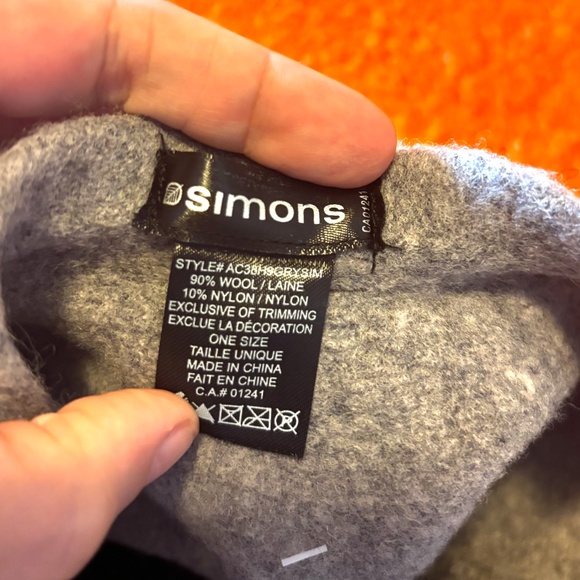 simons
CA01241
STYLE# AC38H9GRYSIM
90% WOOL / LAINE
10% NYLON / NYLON
EXCLUSIVE OF TRIMMING
EXCLUE LA DÉCORATION
ONE SIZE
TAILLE UNIQUE
MADE IN CHINA
FAIT EN CHINE
C.A.# 01241